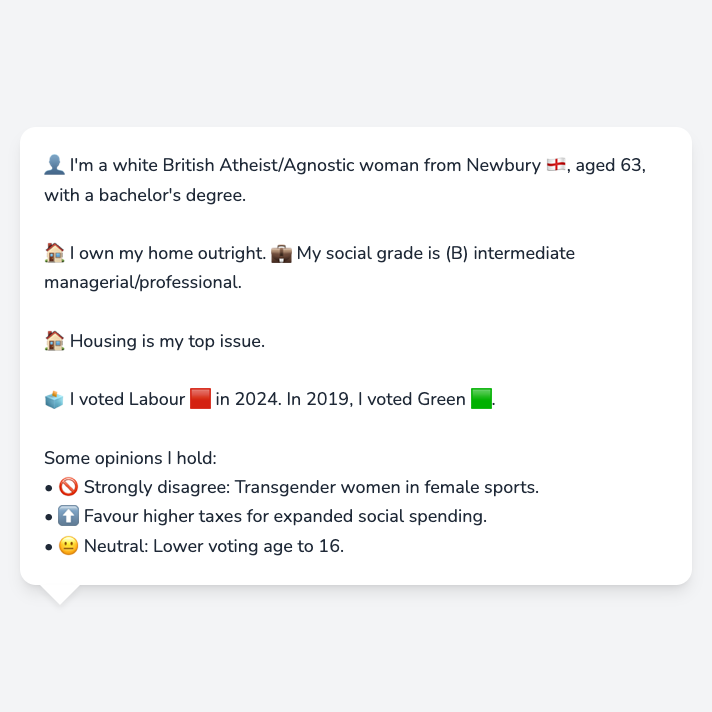 👤 I'm a white British Atheist/Agnostic woman from Newbury 🏴󠁧󠁢󠁥󠁮󠁧󠁿, aged 63,
with a bachelor's degree.
🏠 I own my home outright. 💼 My social grade is (B) intermediate
managerial/professional.
🏠 Housing is my top issue.
🗳️ I voted Labour 🟥 in 2024. In 2019, I voted Green 🟩.
Some opinions I hold:
• 🚫 Strongly disagree: Transgender women in female sports.
• ⬆️ Favour higher taxes for expanded social spending.
• 😐 Neutral: Lower voting age to 16.